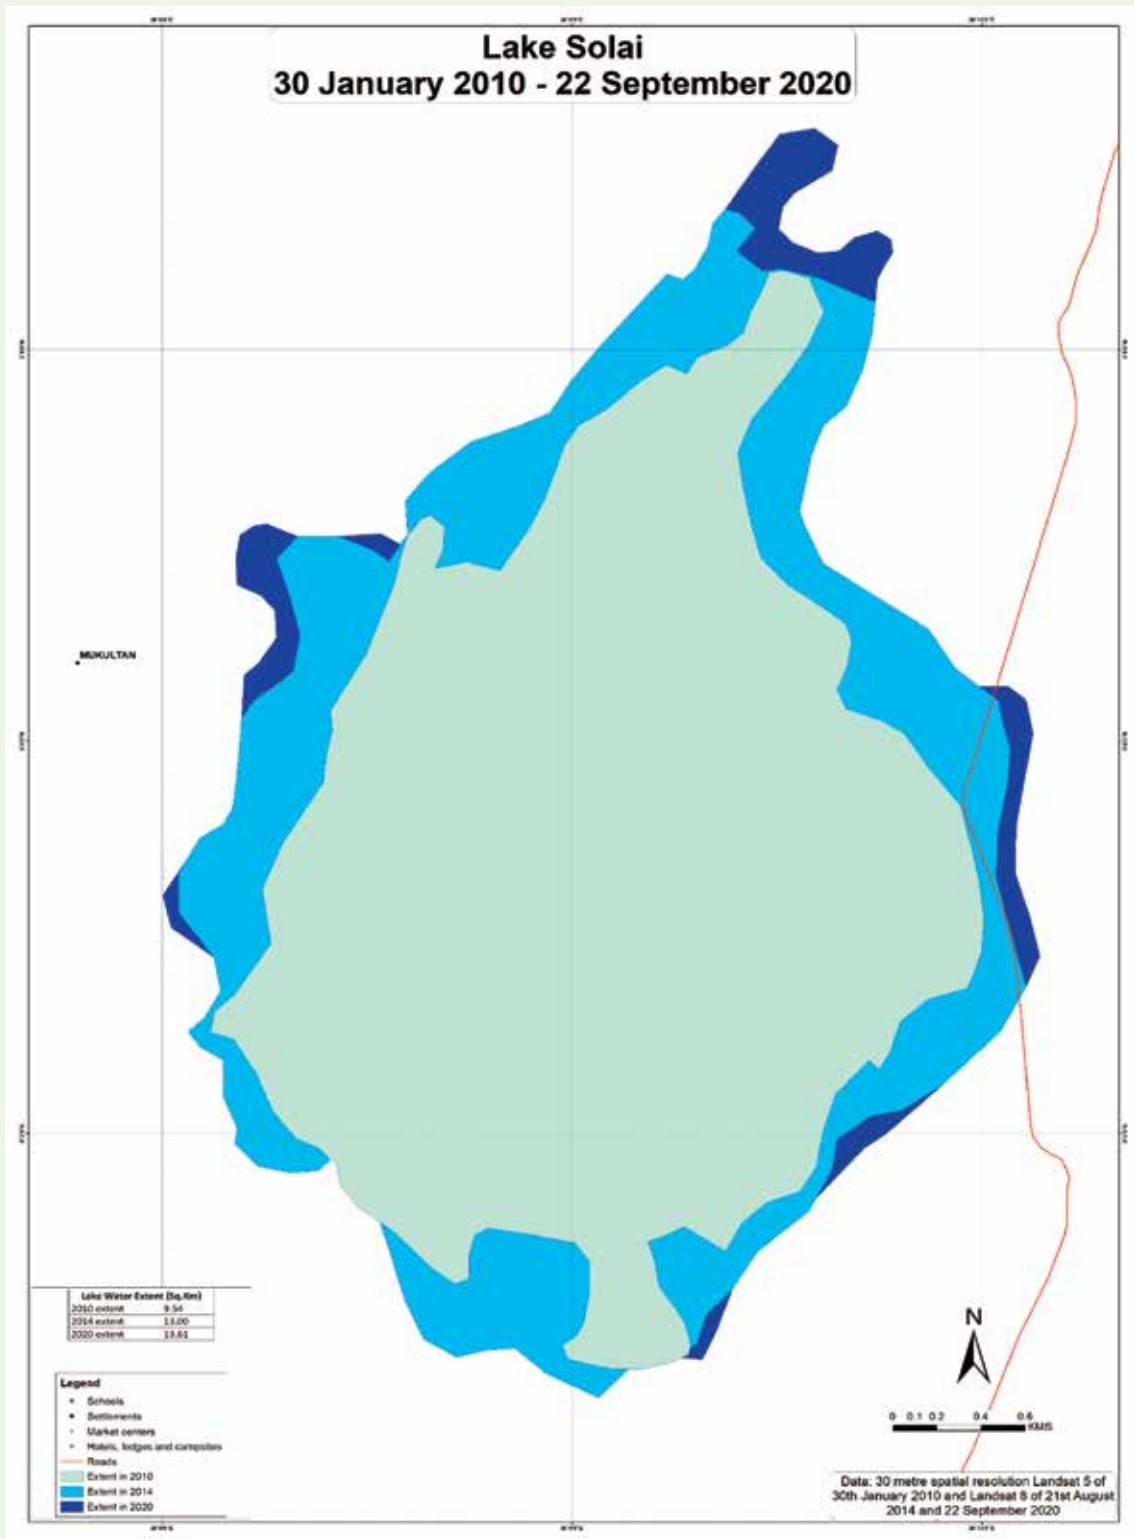 Lake Solai
30 January 2010 - 22 September 2020
MUKULTAN
Lake Water Extent (Sq.Km)
2010 extent 9.54
2014 extent 13.00
2020 extent 13.61
Legend
Schools
Settlements
Market centers
Hotels, lodges and campsites
Roads
Extent in 2010
Extent in 2014
Extent in 2020
N
0 0.1 0.2 0.4 0.6
KMS
Data: 30 metre spatial resolution Landsat 5 of
30th January 2010 and Landsat 8 of 21st August
2014 and 22 September 2020